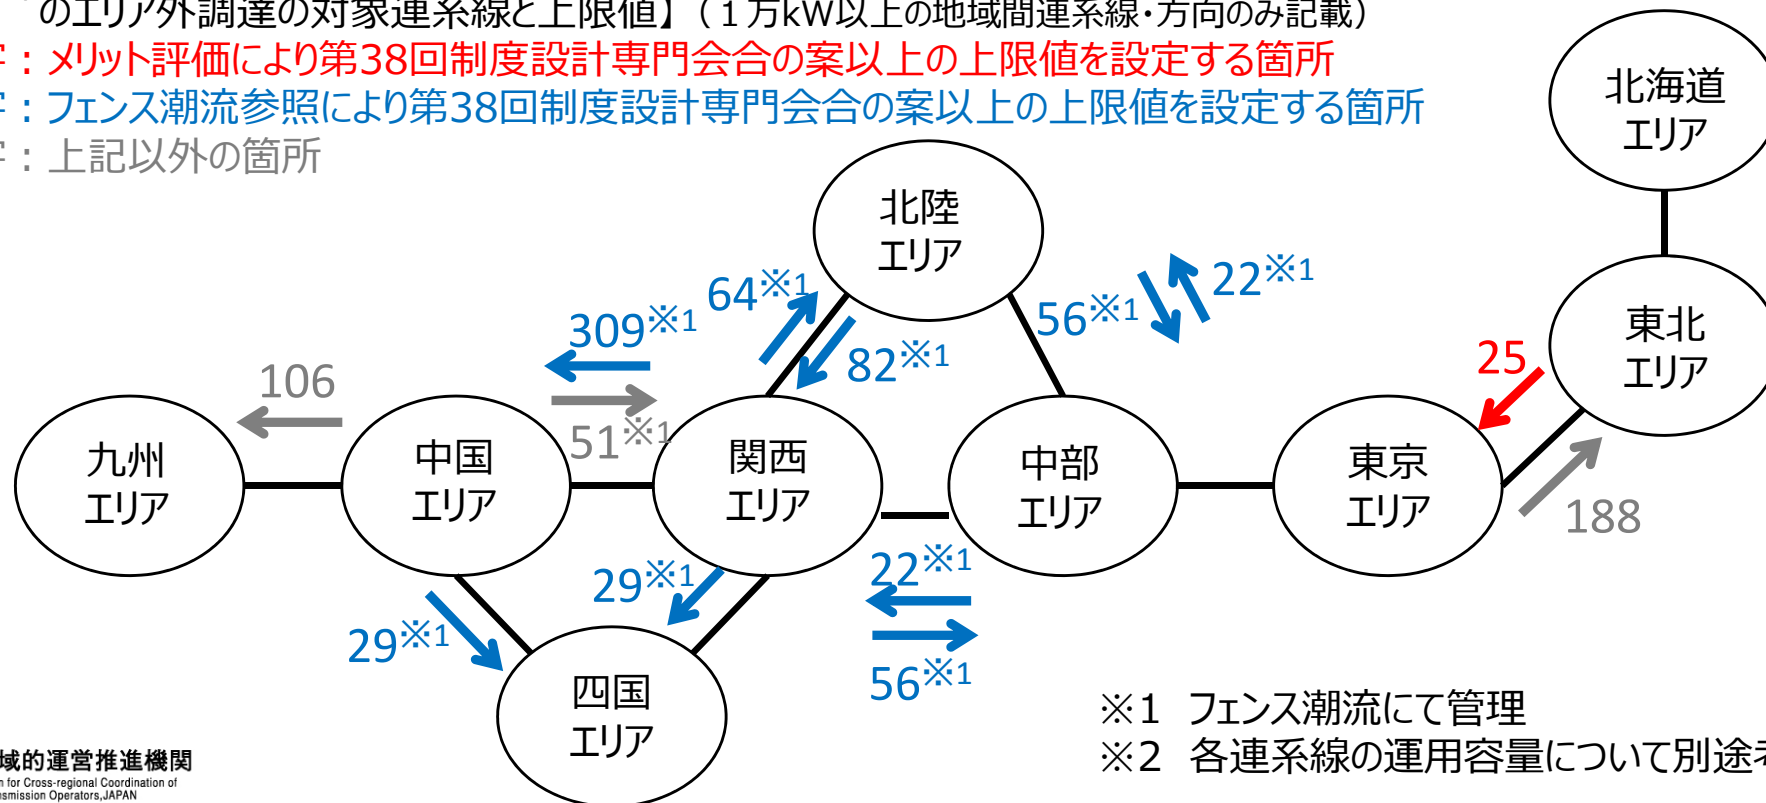 のエリア外調達の対象連系線と上限値】（１万kW以上の地域間連系線・方向のみ記載）
：メリット評価により第38回制度設計専門会合の案以上の上限値を設定する箇所
：フェンス潮流参照により第38回制度設計専門会合の案以上の上限値を設定する箇所
：上記以外の箇所
北海道
エリア
北陸
エリア
64※1
82※1
56※1
22※1
309※1
51※1
106
東北
エリア
25
188
九州
エリア
中国
エリア
関西
エリア
中部
エリア
東京
エリア
22※1
56※1
29※1
29※1
四国
エリア
※1 フェンス潮流にて管理
※2 各連系線の運用容量について別途
域的運営推進機関
for Cross-regional Coordination of
smission Operators,JAPAN